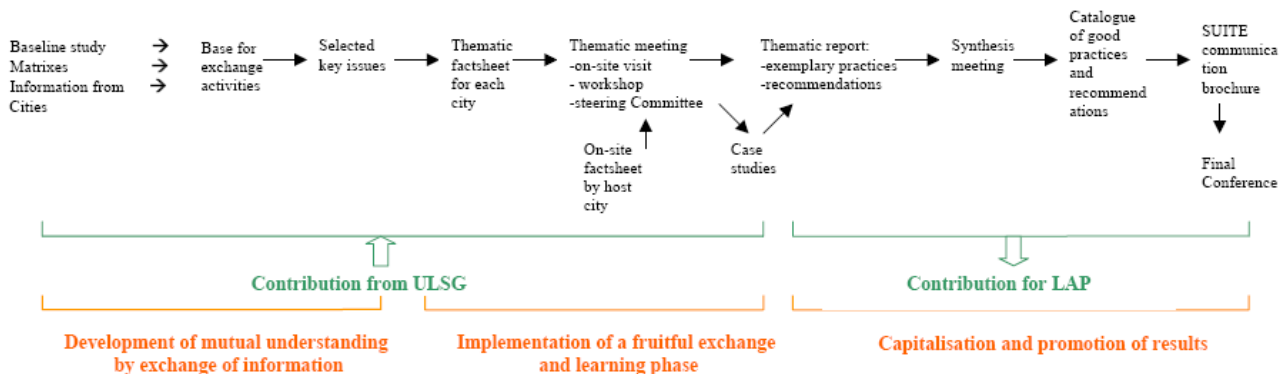 Baseline study
Matrixes
Information from
Cities
Base for
exchange
activities
Selected
key issues
Thematic
factsheet
for each
city
Thematic meeting
-on-site visit
- workshop
-steering Committee
On-site
factsheet
by host
city
Case
studies
Thematic report:
-exemplary practices
-recommendations
Synthesis
meeting
Catalogue
of good
practices
and
recommend
ations
SUITE
communica
tion
brochure
Final
Conference
Contribution from ULSG
Contribution for LAP
Development of mutual understanding
by exchange of information
Implementation of a fruitful exchange
and learning phase
Capitalisation and promotion of results